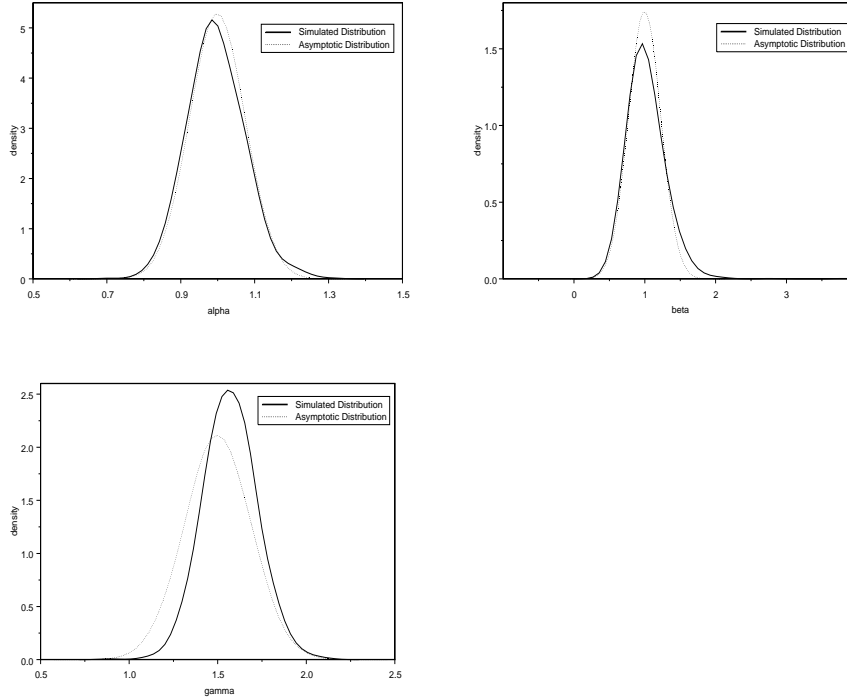 5
4
3
2
1
0
density
0.5
0.7
0.9
1.1
1.3
1.5
alpha
Simulated Distribution
Asymptotic Distribution
1.5
1.0
0.5
0.0
density
0
1
2
3
beta
Simulated Distribution
Asymptotic Distribution
2.5
2.0
1.5
1.0
0.5
0.0
density
0.5
1.0
1.5
2.0
2.5
gamma
Simulated Distribution
Asymptotic Distribution